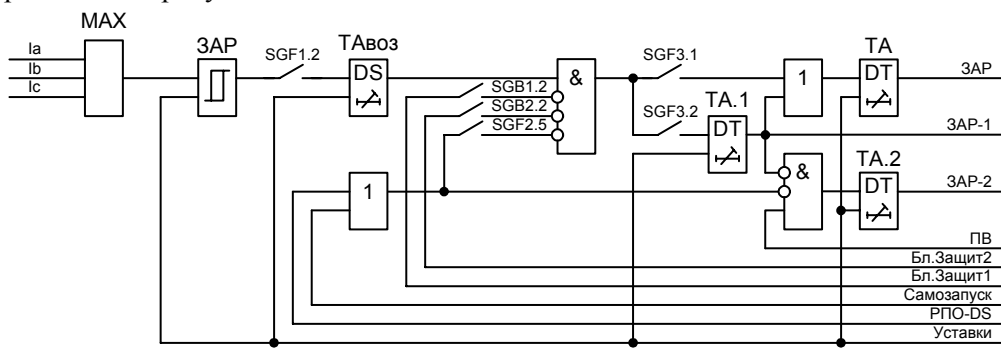 MAX
Ia
Ib
Ic
ЗАР
SGF1.2
ТАвоз
DS
SGB1.2
SGB2.2
SGF2.5
&
SGF3.1
SGF3.2
ТА.1
DT
1
ТА
DT
ЗАР
ЗАР-1
1
&
ТА.2
DT
ЗАР-2
ПВ
Бл.Защит2
Бл.Защит1
Самозапуск
РПО-DS
Уставки